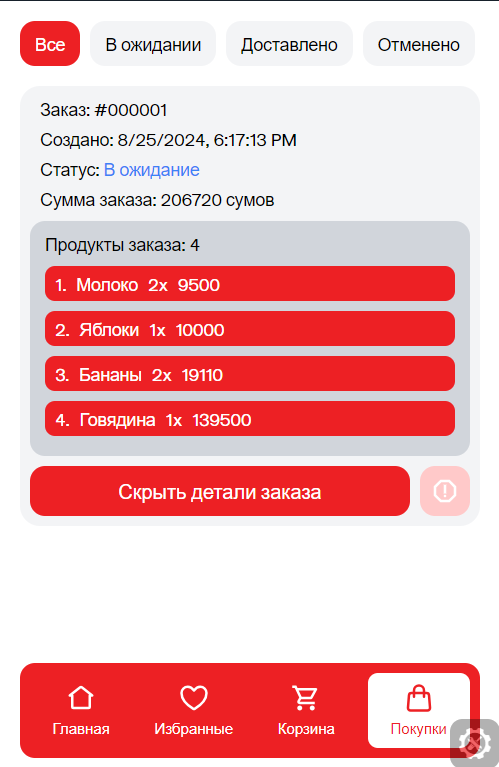 Все В ожидании Доставлено Отменено
Заказ: #000001
Создано: 8/25/2024, 6:17:13 PM
Статус: В ожидание
Сумма заказа: 206720 сумов
Продукты заказа: 4
1. Молоко 2x 9500
2. Яблоки 1x 10000
3. Бананы 2x 19110
4. Говядина 1x 139500
Скрыть детали заказа
Главная Избранные Корзина Покупки